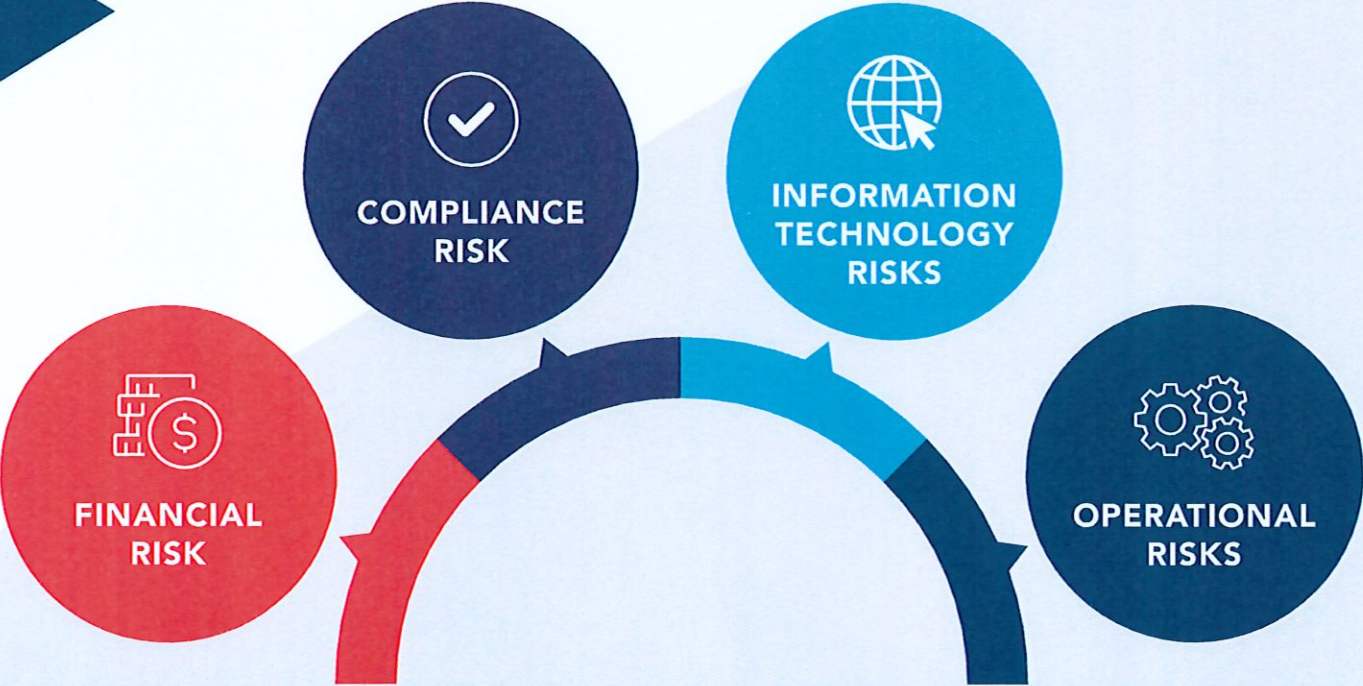 FINANCIAL
RISK
COMPLIANCE
RISK
INFORMATION
TECHNOLOGY
RISKS
OPERATIONAL
RISKS
$